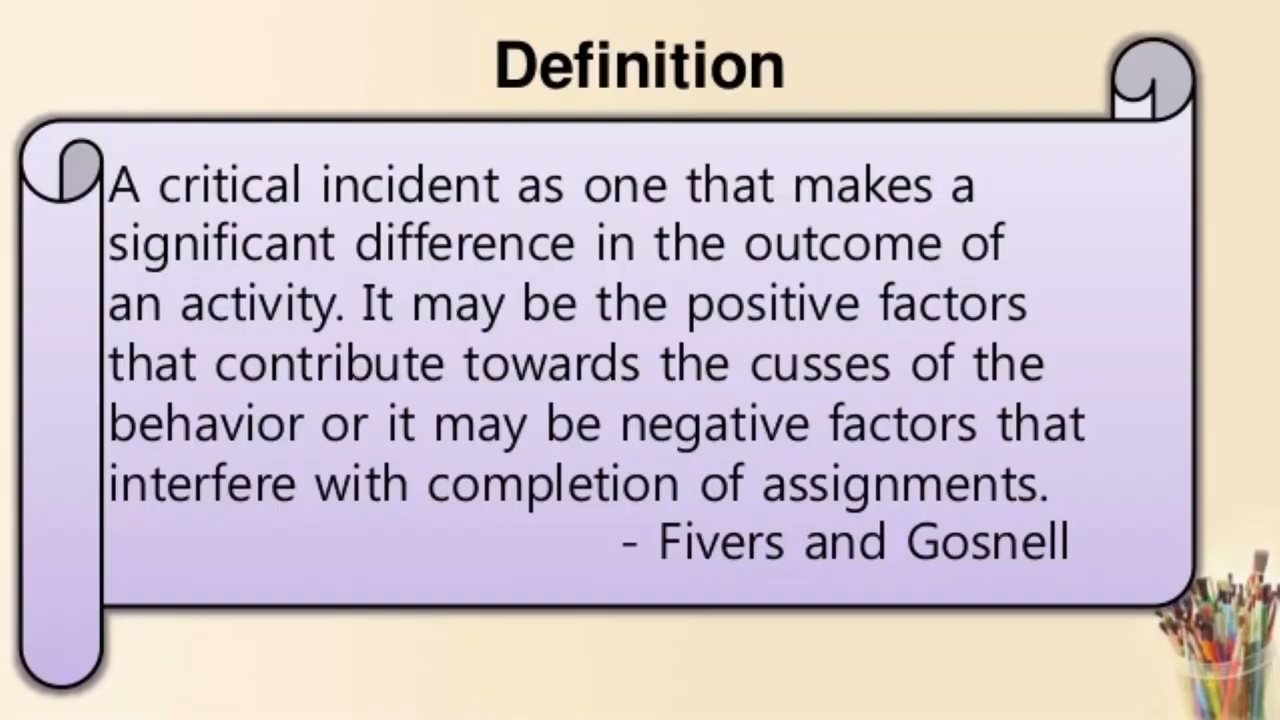 Definition
A critical incident as one that makes a
significant difference in the outcome of
an activity. It may be the positive factors
that contribute towards the cusses of the
behavior or it may be negative factors that
interfere with completion of assignments.
- Fivers and Gosnell